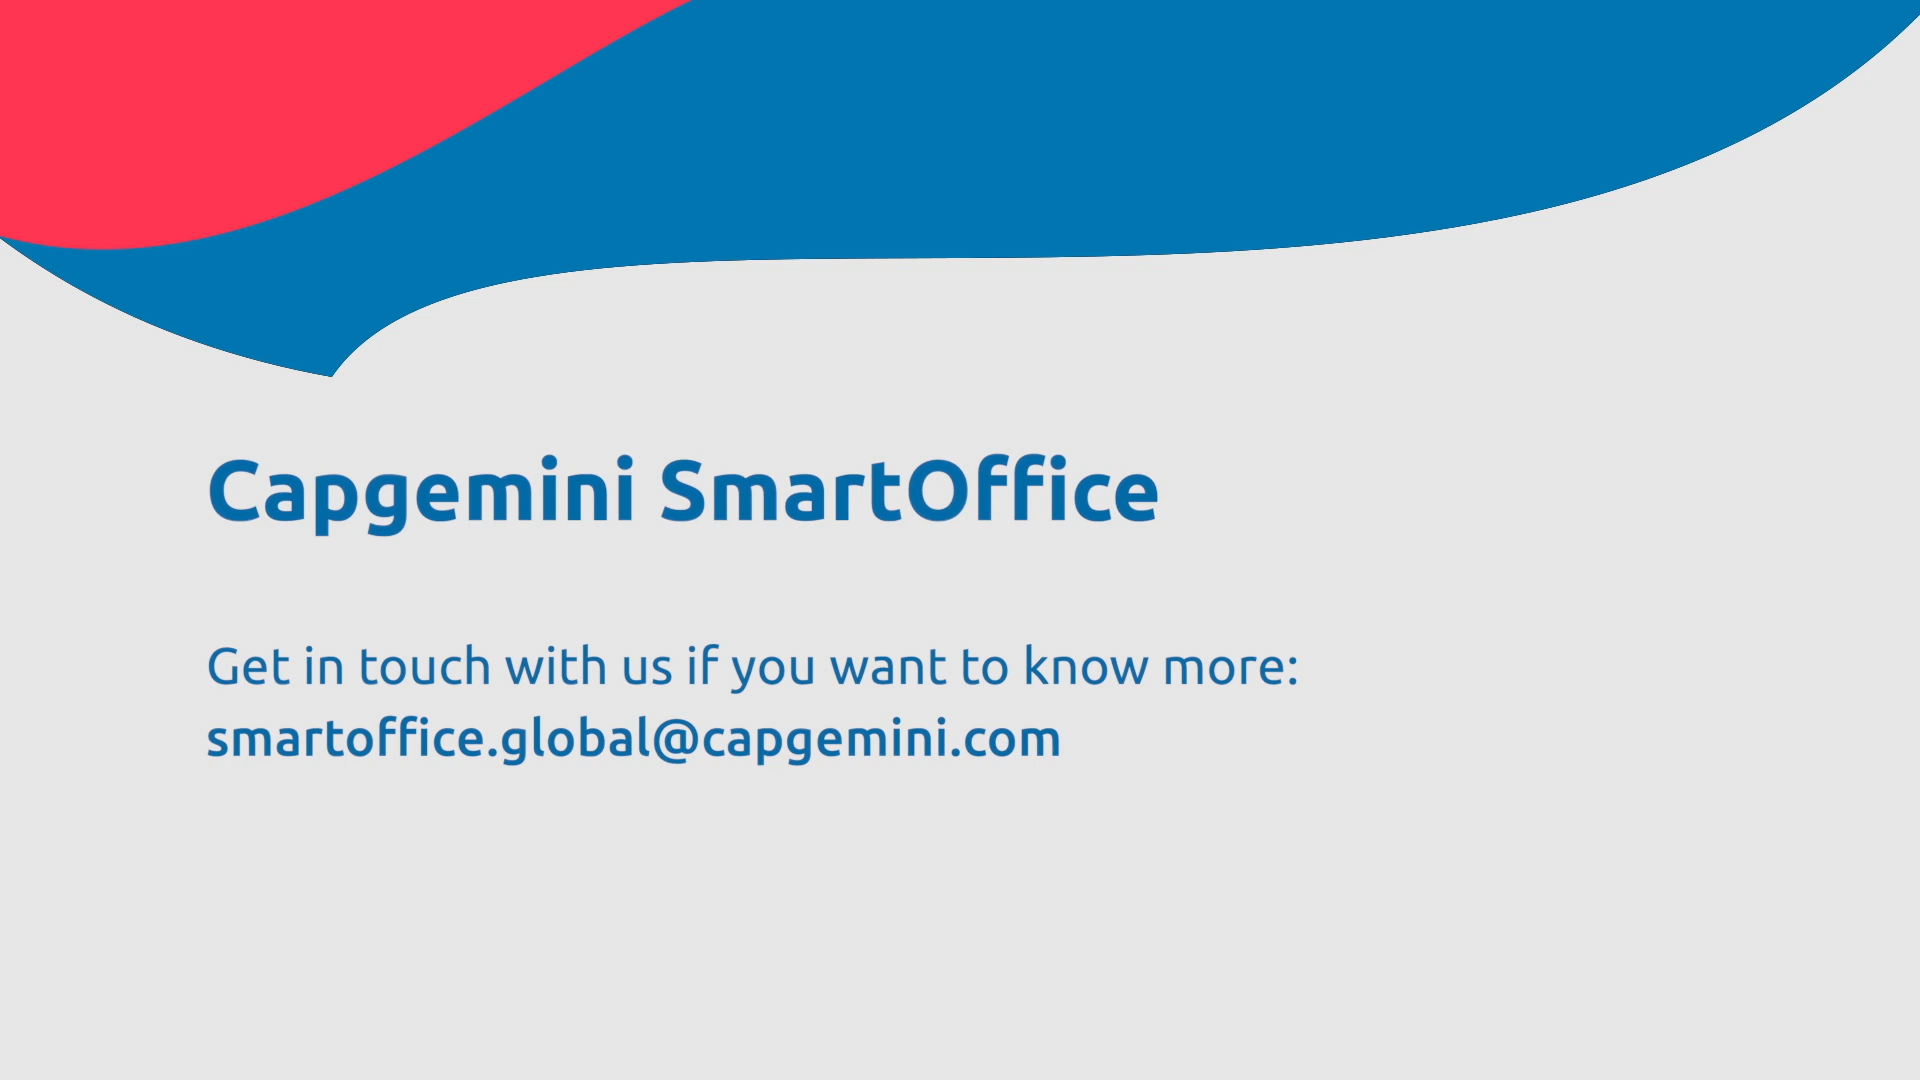 Capgemini SmartOffice
Get in touch with us if you want to know more:
smartoffice.global@capgemini.com